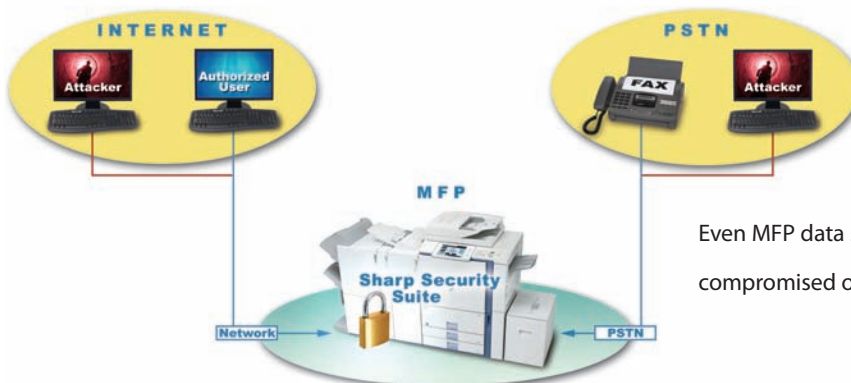 INTERNET
Attacker
Authorized
User
PSTN
FAX
Attacker
MFP
Sharp Security
Suite
Network
PSTN
Even MFP data
compromised o